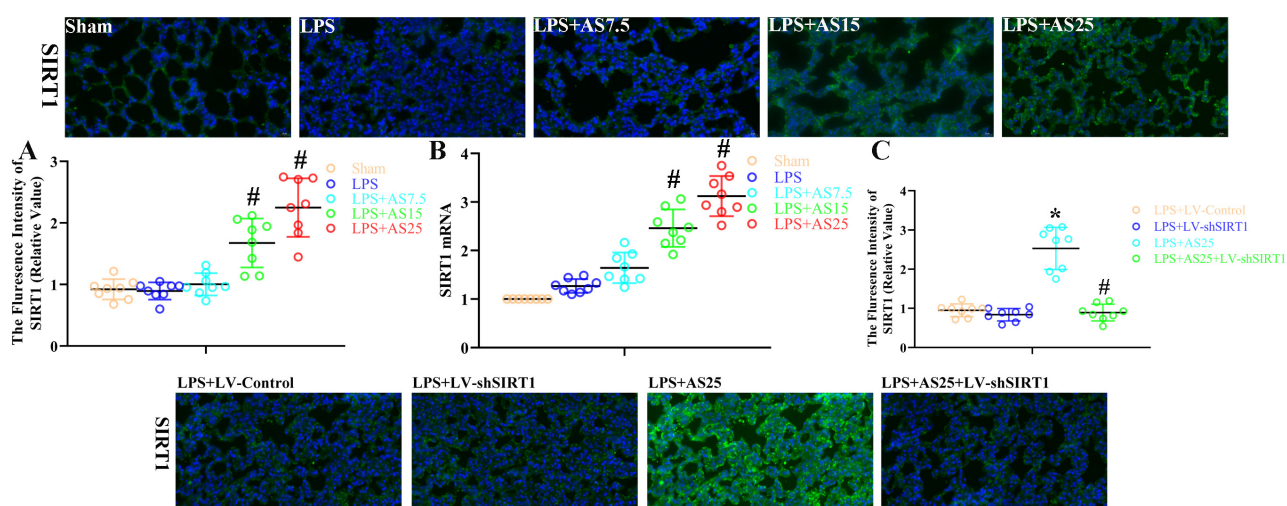 Sham
LPS
LPS+AS7.5
LPS+AS15
LPS+AS25
SIRT1
A
The Fluresence Intensity of
SIRT1 (Relative Value)
3
2
1
0
#
#
Sham
LPS
LPS+AS7.5
LPS+AS15
LPS+AS25
B
SIRT1 mRNA
4
3
2
1
0
#
#
Sham
LPS
LPS+AS7.5
LPS+AS15
LPS+AS25
C
The Fluresence Intensity of
SIRT1 (Relative Value)
4
3
2
1
0
*
#
LPS+LV-Control
LPS+LV-shSIRT1
LPS+AS25
LPS+AS25+LV-shSIRT1
LPS+LV-Control
LPS+LV-shSIRT1
LPS+AS25
LPS+AS25+LV-shSIRT1
SIRT1